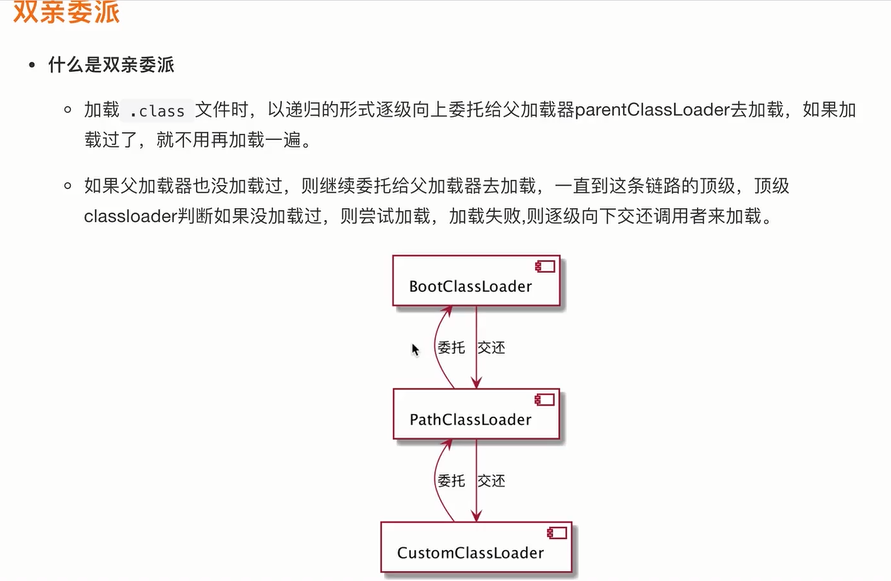 双亲委派
什么是双亲委派
加载 .class 文件时，以递归的形式逐级向上委托给父加载器parentClassLoader去加载，如果加
载过了，就不用再加载一遍。
如果父加载器也没加载过，则继续委托给父加载器去加载，一直到这条链路的顶级，顶级
classloader判断如果没加载过，则尝试加载，加载失败,则逐级向下交还调用者来加载。
BootClassLoader
委托 交还
PathClassLoader
委托 交还
CustomClassLoader